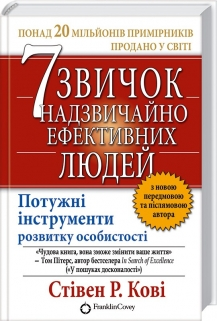 ПОНАД 20 МІЛЬЙОНІВ ПРИМІРНИКІВ
ПРОДАНО У СВІТІ
7 ЗВИЧОК
НАДЗВИЧАЙНО
ЕФЕКТИВНИХ
ЛЮДЕЙ
Потужні
інструменти
розвитку особистості
з новою
передмовою
та післямовою
автора
«Чудова книга, вона зможе змінити ваше життя»
— Том Пітерс, автор бестселера In Search of Excellence
(«У пошуках досконалості»)
Стівен Р. Кові
FranklinCovey